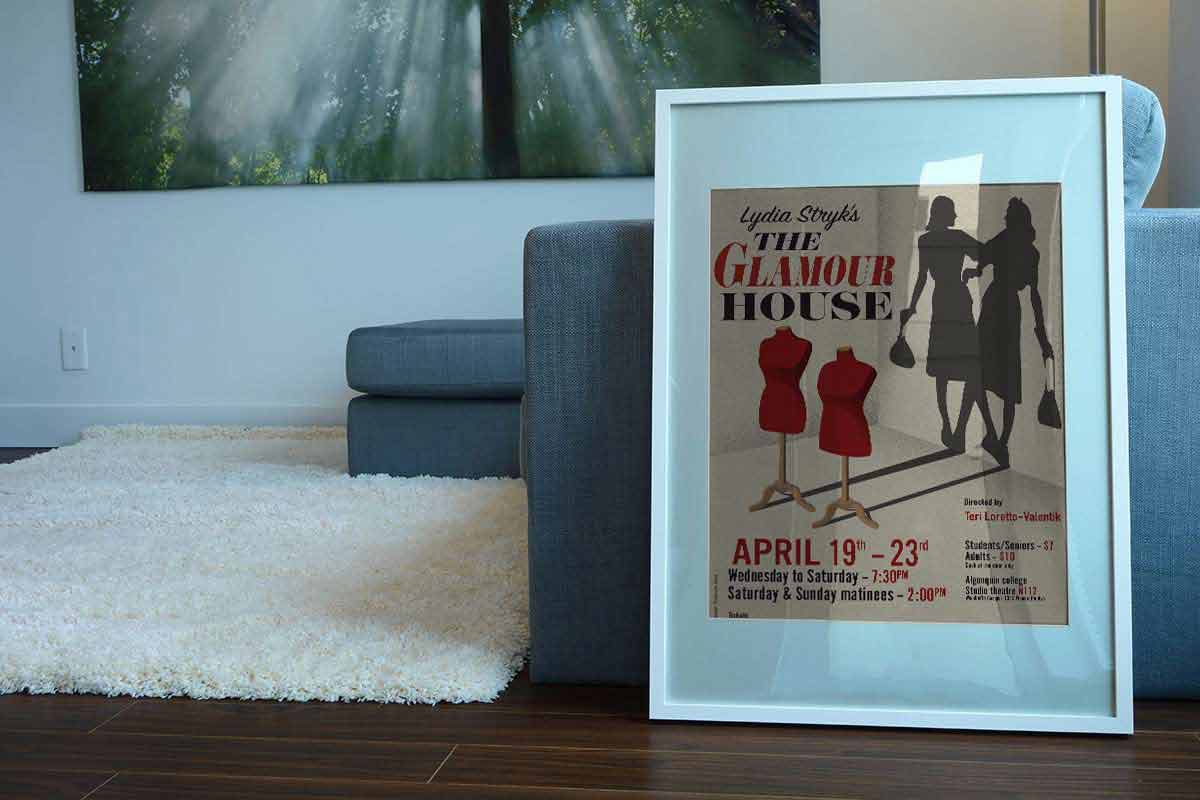 Lydia Stryk's
THE
GLAMOUR
HOUSE
Directed by
Teri Loretto-Valentik
APRIL 19th – 23rd
Wednesday to Saturday – 7:30PM
Saturday & Sunday matinees – 2:00PM
Students/Seniors – $7
Adults – $10
Algonquin college
Studio theatre N112